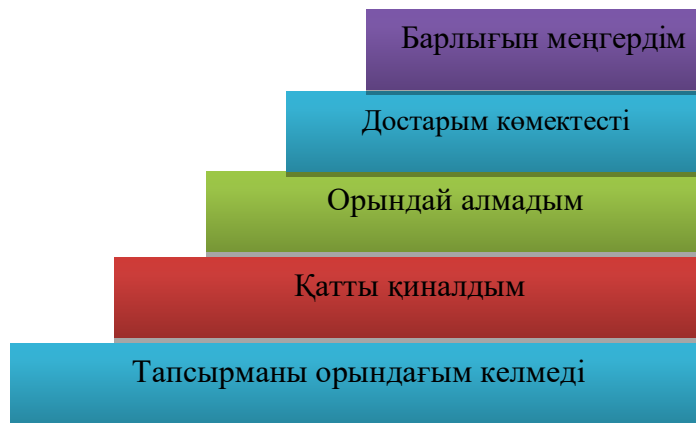 Барлығын меңгердім
Достарым көмектесті
Орындай алмадым
Қатты қиналдым
Тапсырманы орындағым келмеді